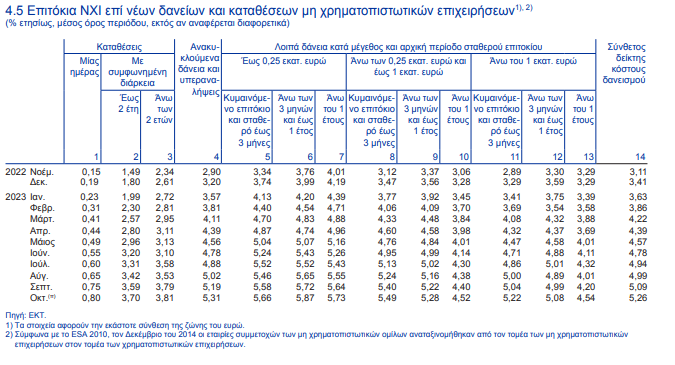 4.5 Επιτόκια ΝΧΙ επί νέων δανείων και καταθέσεων μη χρηματοπιστωτικών επιχειρήσεων1), 2)
(% ετησίως, μέσος όρος περιόδου, εκτός αν αναφέρεται διαφορετικά)
Καταθέσεις
Μίας ημέρας
Με συμφωνημένη διάρκεια
Έως 2 έτη
Άνω των 2 ετών
Ανακυκλούμενα δάνεια και υπεραναλήψεις
Λοιπά δάνεια κατά μέγεθος και αρχική περίοδο σταθερού επιτοκίου
Έως 0,25 εκατ. ευρώ
Άνω των 0,25 εκατ. ευρώ και έως 1 εκατ. ευρώ
Άνω του 1 εκατ. ευρώ
Κυμαινόμενο επιτόκιο και σταθερό έως 3 μήνες
Άνω των 3 μηνών και έως 1 έτος
Άνω του 1 έτους
Κυμαινόμενο επιτόκιο και σταθερό έως 3 μήνες
Άνω των 3 μηνών και έως 1 έτος
Άνω του 1 έτους
Κυμαινόμενο επιτόκιο και σταθερό έως 3 μήνες
Άνω των 3 μηνών και έως 1 έτος
Άνω του 1 έτους
Σύνθετος δείκτης κόστους δανεισμού
1 2 3 4 5 6 7 8 9 10 11 12 13 14
2022 Νοέμ. 0,15 1,49 2,34 2,90 3,34 3,76 4,01 3,12 3,37 3,06 2,89 3,30 3,29 3,11
Δεκ. 0,19 1,80 2,61 3,20 3,74 3,99 4,19 3,47 3,56 3,28 3,29 3,59 3,29 3,41
2023 Ιαν. 0,23 1,99 2,72 3,57 4,13 4,20 4,39 3,77 3,92 3,45 3,41 3,75 3,39 3,63
Φεβρ. 0,31 2,30 2,81 3,81 4,40 4,54 4,71 4,06 4,09 3,70 3,69 3,54 3,58 3,86
Μάρτ. 0,41 2,57 2,95 4,11 4,70 4,83 4,88 4,33 4,48 3,84 4,08 4,32 3,88 4,22
Απρ. 0,44 2,80 3,11 4,39 4,87 4,74 4,96 4,60 4,58 3,98 4,32 4,37 3,69 4,39
Μάιος 0,49 2,96 3,13 4,56 5,04 5,07 5,16 4,76 4,84 4,01 4,47 4,58 4,01 4,57
Ιούν. 0,55 3,20 3,10 4,78 5,24 5,43 5,26 4,95 4,99 4,14 4,71 4,88 4,11 4,78
Ιούλ. 0,60 3,31 3,58 4,88 5,52 5,52 5,43 5,13 5,02 4,30 4,86 5,01 4,32 4,94
Αύγ. 0,65 3,42 3,53 5,02 5,46 5,65 5,55 5,24 5,16 4,38 5,00 4,89 4,01 4,99
Σεπτ. 0,75 3,59 3,79 5,19 5,58 5,72 5,64 5,40 5,22 4,40 5,04 4,99 4,20 5,09
Οκτ.(π) 0,80 3,70 3,81 5,31 5,66 5,87 5,73 5,49 5,28 4,52 5,22 5,08 4,54 5,26
Πηγή: ΕΚΤ.
1) Τα στοιχεία αφορούν την εκάστοτε σύνθεση της ζώνης του ευρώ.
2) Σύμφωνα με το ESA 2010, τον Δεκέμβριο του 2014 οι εταιρίες συμμετοχών των μη χρηματοπιστωτικών ομίλων αναταξινομήθηκαν από τον τομέα των μη χρηματοπιστωτικών
επιχειρήσεων στον τομέα των χρηματοπιστωτικών επιχειρήσεων.